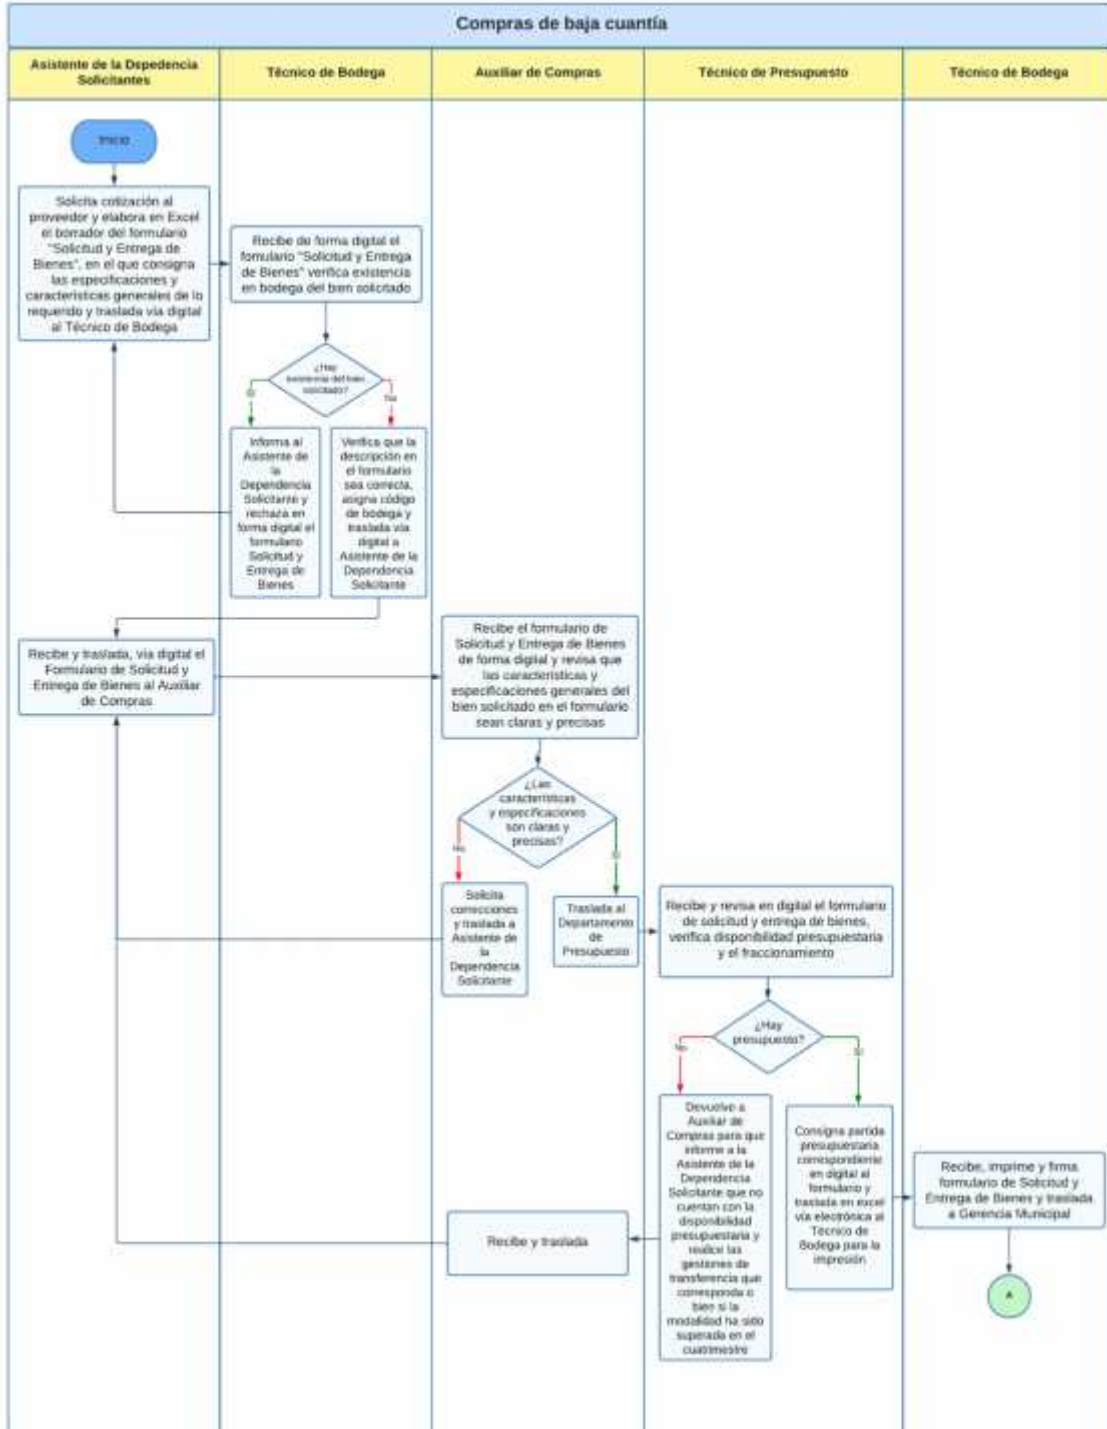 Compras de baja cuantía
Asistente de la Depedencia
Solicitantes
Técnico de Bodega
Auxiliar de Compras
Técnico de Presupuesto
Técnico de Bodega
Inicio
Solicita cotización al
proveedor y elabora en Excel
el borrador del formulario
"Solicitud y Entrega de
Bienes", en el que consigna
las especificaciones y
características generales de lo
requerido y traslada vía digital
al Técnico de Bodega
Recibe de forma digital el
fomulario "Solicitud y Entrega
de Bienes" verifica existencia
en bodega del bien solicitado
¿Hay
existencia del bien
solicitado?
Si
No
Informa al
Asistente de
la
Dependencia
Solicitante y
rechaza en
forma digital el
formulario
Solicitud y
Entrega de
Bienes
Verifica que la
descripción en
el formulario
sea correcta,
asigna código
de bodega y
traslada vía
digital a
Asistente de la
Dependencia
Solicitante
Recibe y traslada, vía digital el
Formulario de Solicitud y
Entrega de Bienes al Auxiliar
de Compras
Recibe el formulario de
Solicitud y Entrega de Bienes
de forma digital y revisa que
las características y
especificaciones generales del
bien solicitado en el formulario
sean claras y precisas
¿Las
características
y especificaciones
son claras y
precisas?
No
Si
Solicita
correcciones
y traslada a
Asistente de
la
Dependencia
Solicitante
Traslada al
Departamento
de
Presupuesto
Recibe y revisa en digital el formulario
de solicitud y entrega de bienes,
verifica disponibilidad presupuestaria
y el fraccionamiento
¿Hay
presupuesto?
No
Si
Devuelve a
Auxiliar de
Compras para que
informe a la
Asistente de la
Dependencia
Solicitante que no
cuentan con la
disponibilidad
presupuestaria y
realice las
gestiones de
transferencia que
corresponda o
bien si la
modalidad ha sido
superada en el
cuatrimestre
Consigna partida
presupuestaria
correspondiente
en digital al
formulario y
traslada en excel
vía electrónica al
Técnico de
Bodega para la
impresión
Recibe, imprime y firma
formulario de Solicitud y
Entrega de Bienes y traslada
a Gerencia Municipal
Recibe y traslada
A